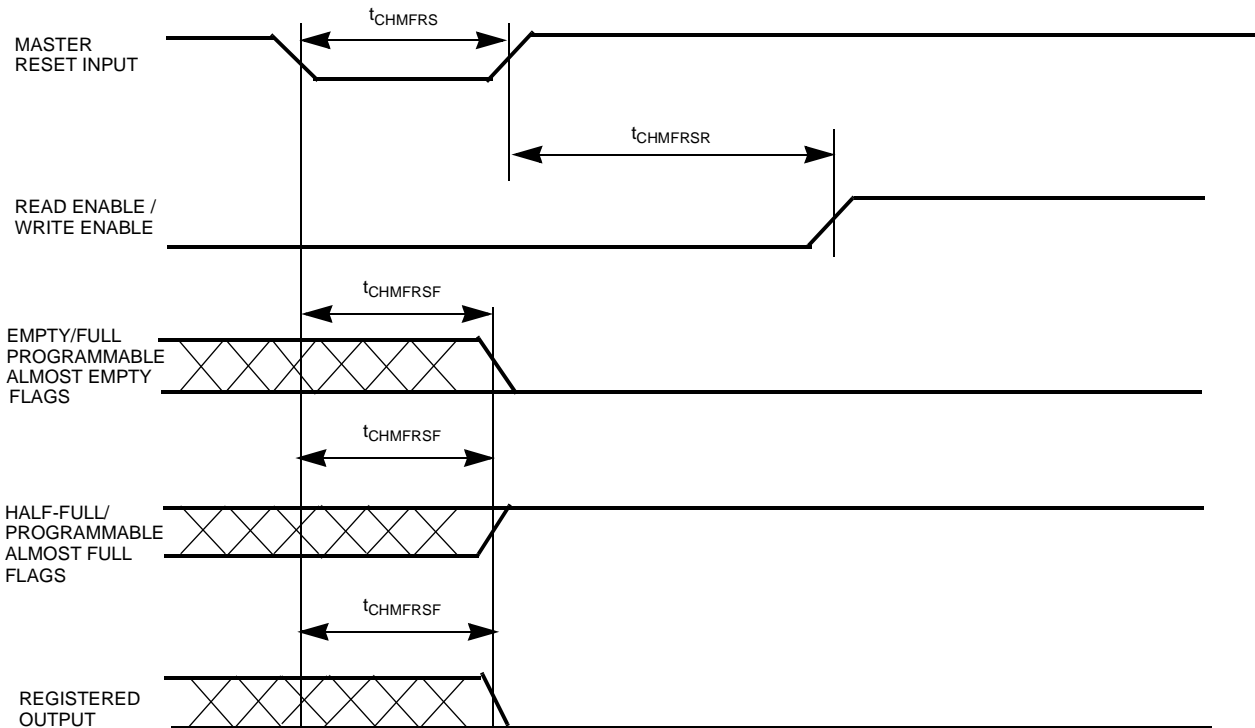 tCHMFRS
MASTER
RESET INPUT
tCHMFRSR
READ ENABLE /
WRITE ENABLE
tCHMFRSF
EMPTY/FULL
PROGRAMMABLE
ALMOST EMPTY
FLAGS
tCHMFRSF
HALF-FULL/
PROGRAMMABLE
ALMOST FULL
FLAGS
tCHMFRSF
REGISTERED
OUTPUT